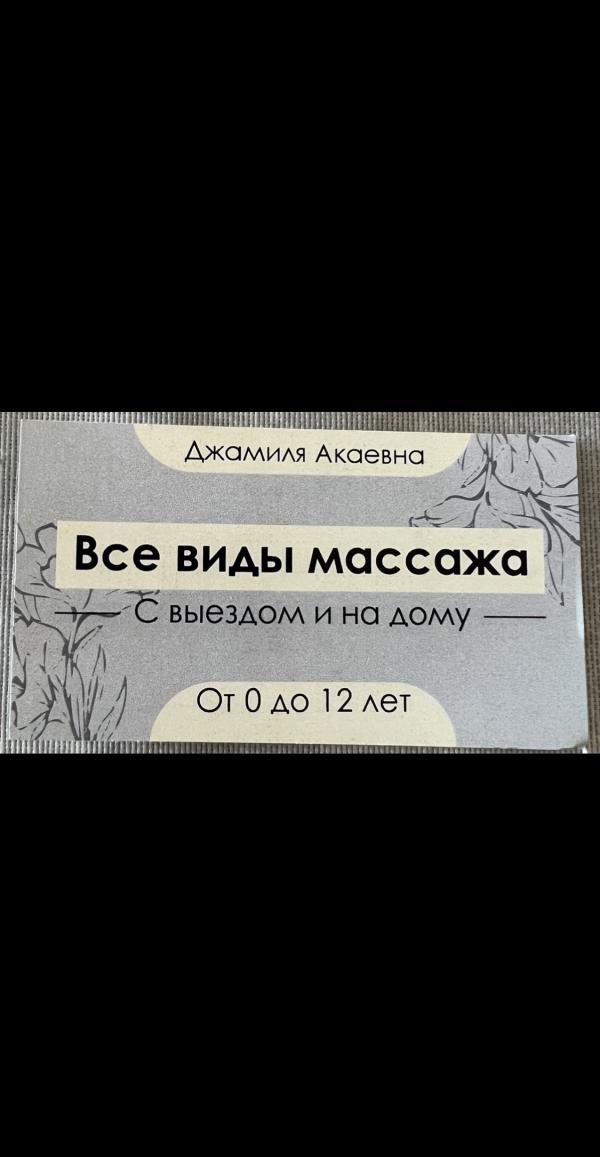 Джамиля Акаевна
Все виды массажа
С выездом и на дому
От 0 до 12 лет